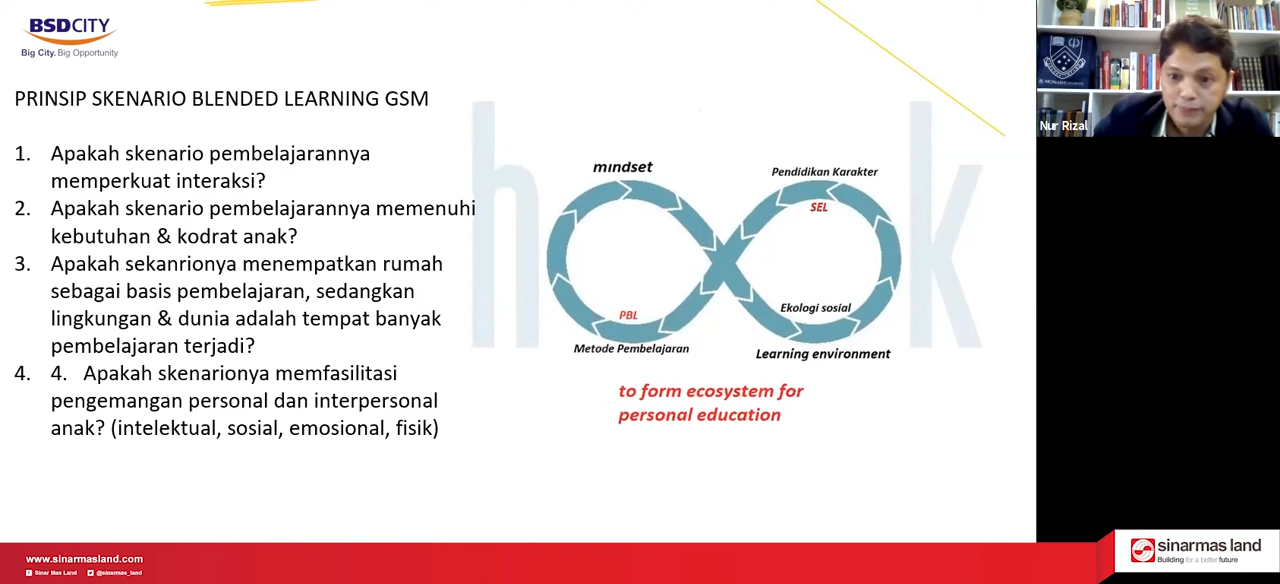 BSDCITY
Big City. Big Opportunity
PRINSIP SKENARIO BLENDED LEARNING GSM
1. Apakah skenario pembelajarannya
memperkuat interaksi?
2. Apakah skenario pembelajarannya memenuhi
kebutuhan & kodrat anak?
3. Apakah sekanrionya menempatkan rumah
sebagai basis pembelajaran, sedangkan
lingkungan & dunia adalah tempat banyak
pembelajaran terjadi?
4. 4. Apakah skenarionya memfasilitasi
pengemangan personal dan interpersonal
anak? (intelektual, sosial, emosional, fisik)
h k
mindset
Pendidikan Karakter
SEL
PBL
Ekologi sosial
Metode Pembelajaran
Learning environment
to form ecosystem for
personal education
Nur Rizal
www.sinarmasland.com
Sinar Mas Land @sinarmas_land
sinarmas land
Building for a better future